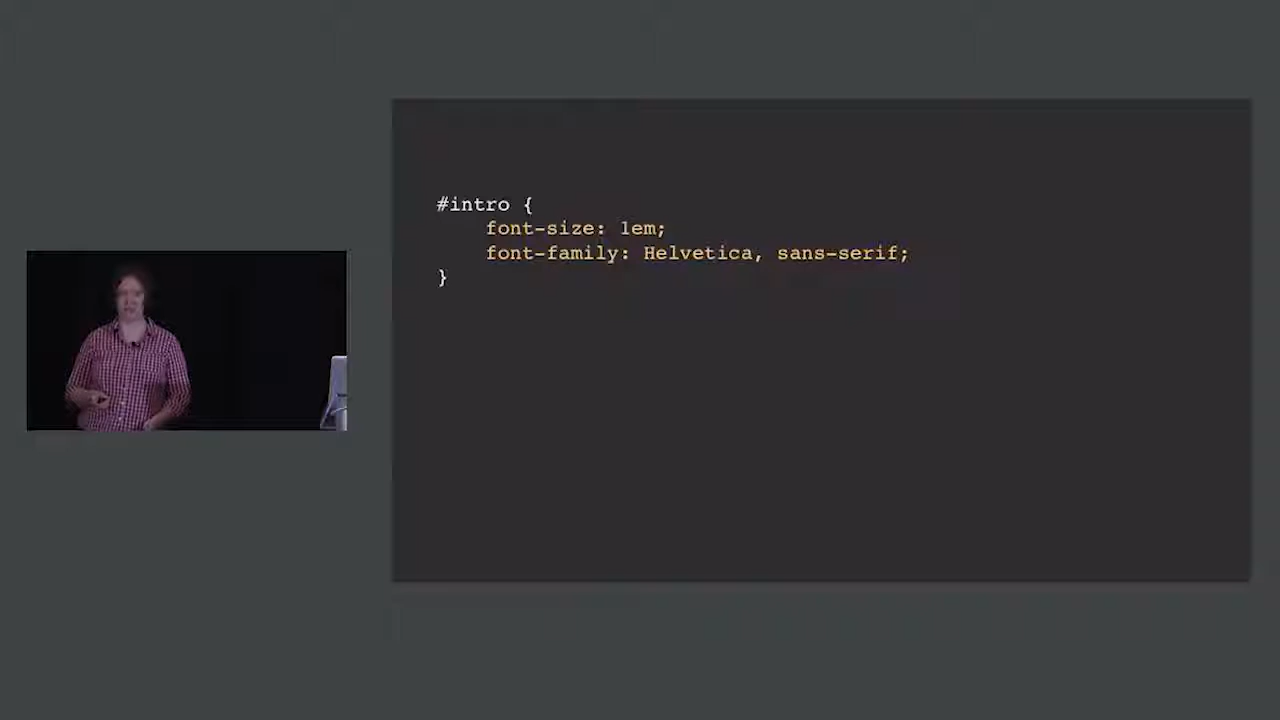 #intro {
font-size: 1em;
font-family: Helvetica, sans-serif;
}